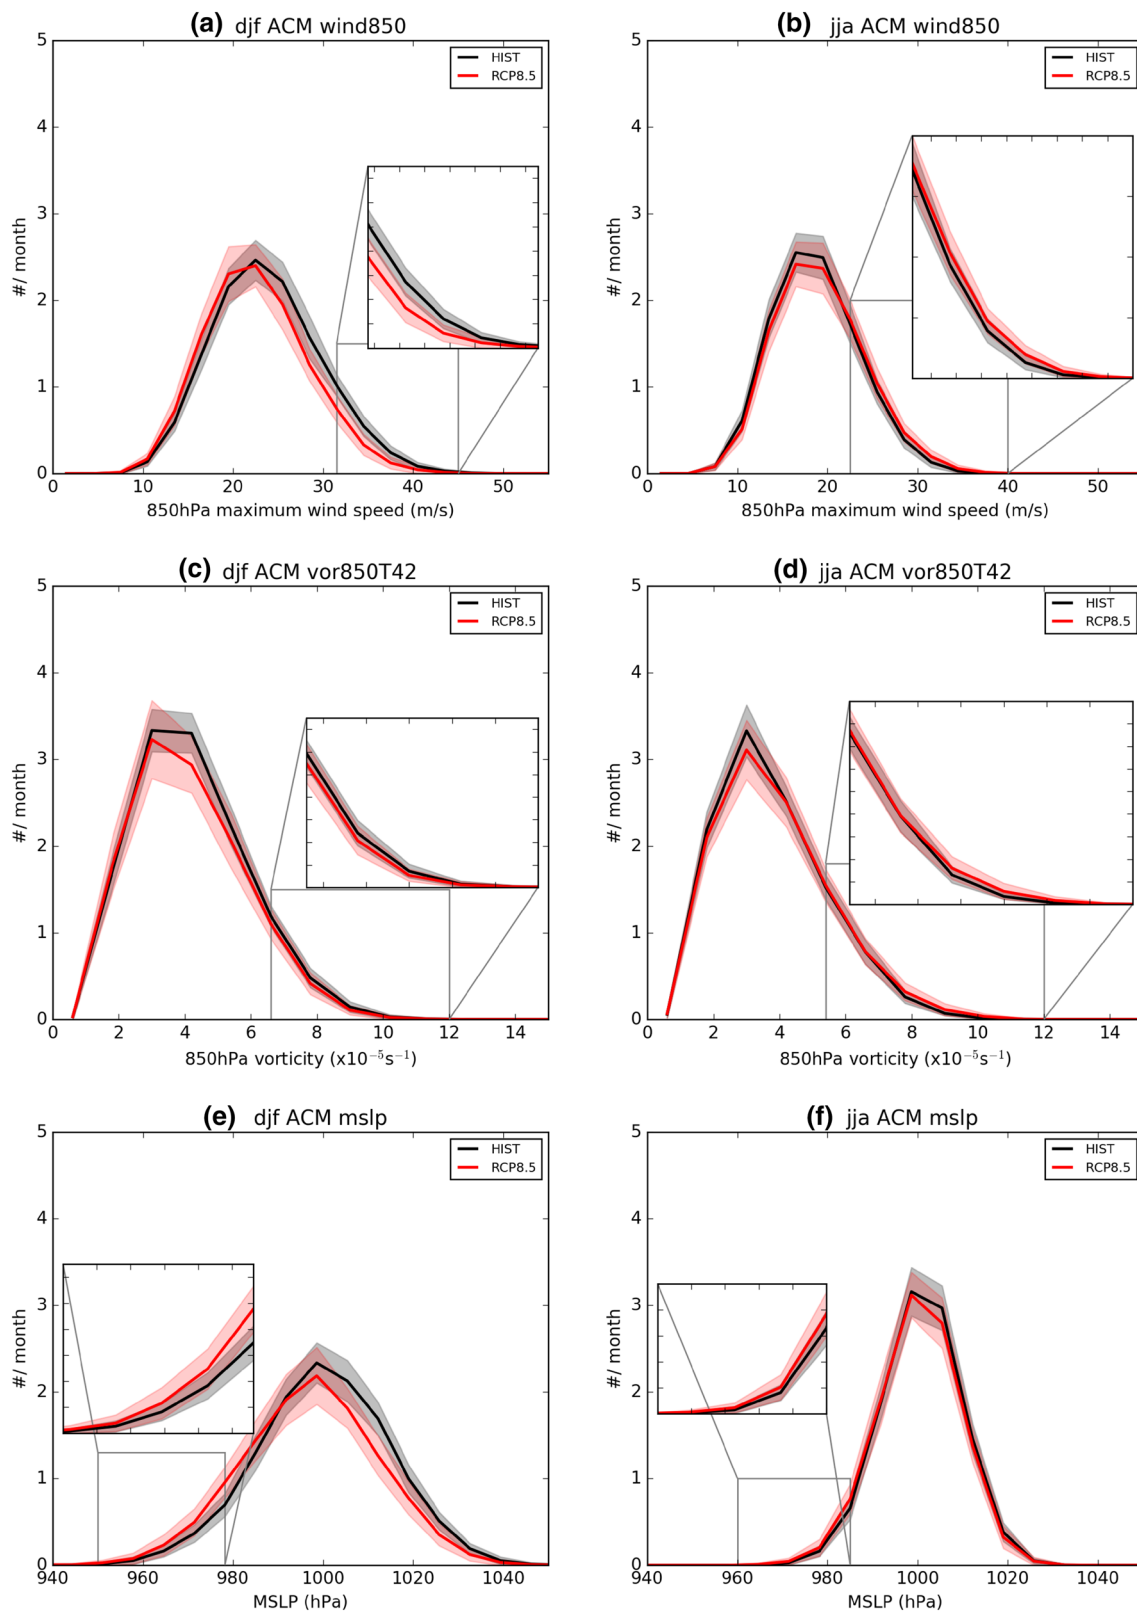 (a) djf ACM wind850
5
4
3
2
1
0
#/ month
HIST
RCP8.5
0 10 20 30 40 50
850hPa maximum wind speed (m/s)
(b) jja ACM wind850
5
4
3
2
1
0
#/ month
HIST
RCP8.5
0 10 20 30 40 50
850hPa maximum wind speed (m/s)
(c) djf ACM vor850T42
5
4
3
2
1
0
#/ month
HIST
RCP8.5
0 2 4 6 8 10 12 14
850hPa vorticity (x10⁻⁵s⁻¹)
(d) jja ACM vor850T42
5
4
3
2
1
0
#/ month
HIST
RCP8.5
0 2 4 6 8 10 12 14
850hPa vorticity (x10⁻⁵s⁻¹)
(e) djf ACM mslp
5
4
3
2
1
0
#/ month
HIST
RCP8.5
940 960 980 1000 1020 1040
MSLP (hPa)
(f) jja ACM mslp
5
4
3
2
1
0
#/ month
HIST
RCP8.5
940 960 980 1000 1020 1040
MSLP (hPa)